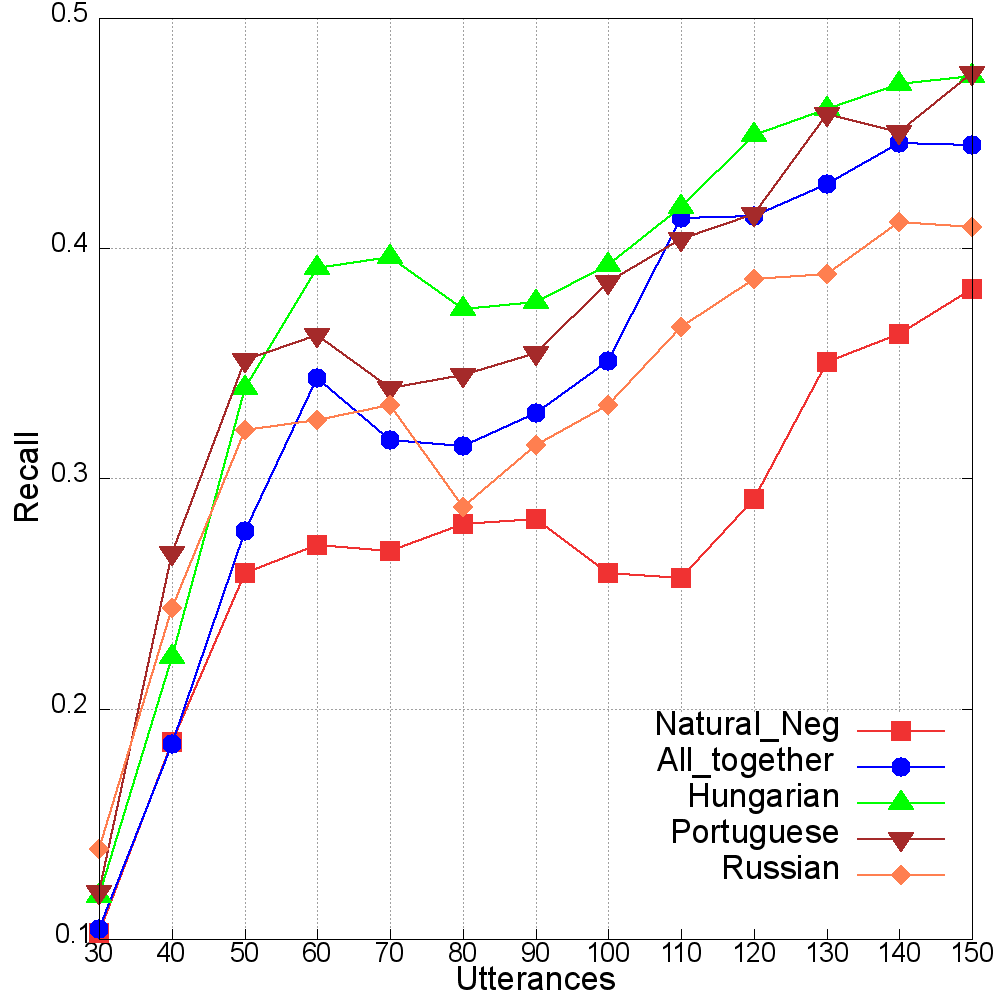 0.5
0.4
0.3
0.2
0.1
Recall
Natural_Neg
All_together
Hungarian
Portuguese
Russian
30 40 50 60 70 80 90 100 110 120 130 140 150
Utterances